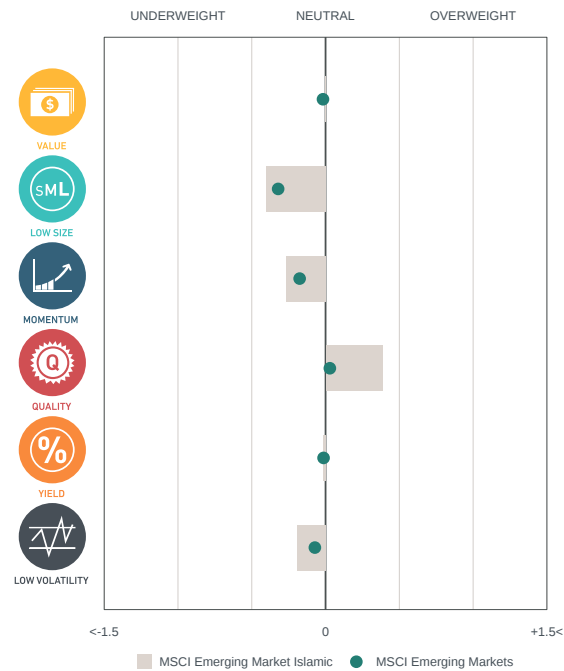 UNDERWEIGHT NEUTRAL OVERWEIGHT
$
VALUE
SML
LOW SIZE
MOMENTUM
Q
QUALITY
%
YIELD
LOW VOLATILITY
<-1.5 0 +1.5<
MSCI Emerging Market Islamic MSCI Emerging Markets